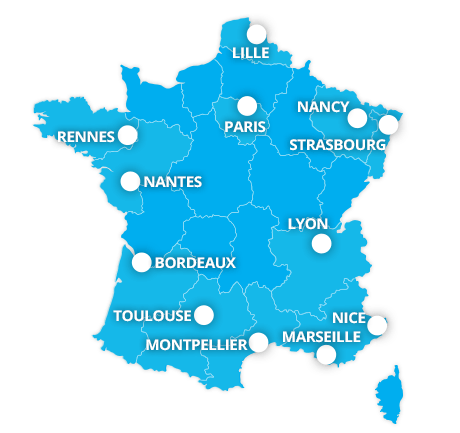 LILLE
NANCY
PARIS
RENNES
STRASBOURG
NANTES
LYON
BORDEAUX
TOULOUSE
NICE
MARSEILLE
MONTPELLIER